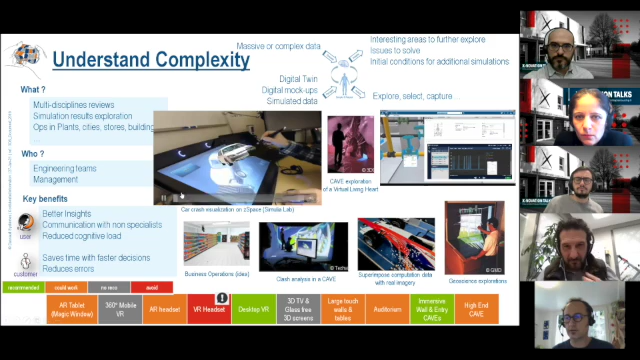 Understand Complexity
Massive or complex data
Interesting areas to further explore
Issues to solve
Initial conditions for additional simulations
Digital Twin
Digital mock-ups
Simulated data
Explore, select, capture ...
What ?
Multi-disciplines reviews
Simulation results exploration
Ops in Plants, cities, stores, building
...
Who ?
Engineering teams
Management
Key benefits
user
Better Insights
Communication with non specialists
Reduced cognitive load
customer
Save time with faster decisions
Reduces errors
Car crash visualization on zSpace (Simula Lab)
CAVE exploration
of a Virtual Living Heart
Business Operations (idea)
Clash analysis in a CAVE
Superimpose computation data
with real imagery
Geoscience explorations
recommended
could work
no reco
avoid
AR Tablet
(Magic Window)
360° Mobile
VR
AR headset
VR Headset
Desktop VR
3D TV &
Glass free
3D screens
Large touch
walls &
tables
Auditorium
Immersive
Wall & Entry
CAVEs
High End
CAVE